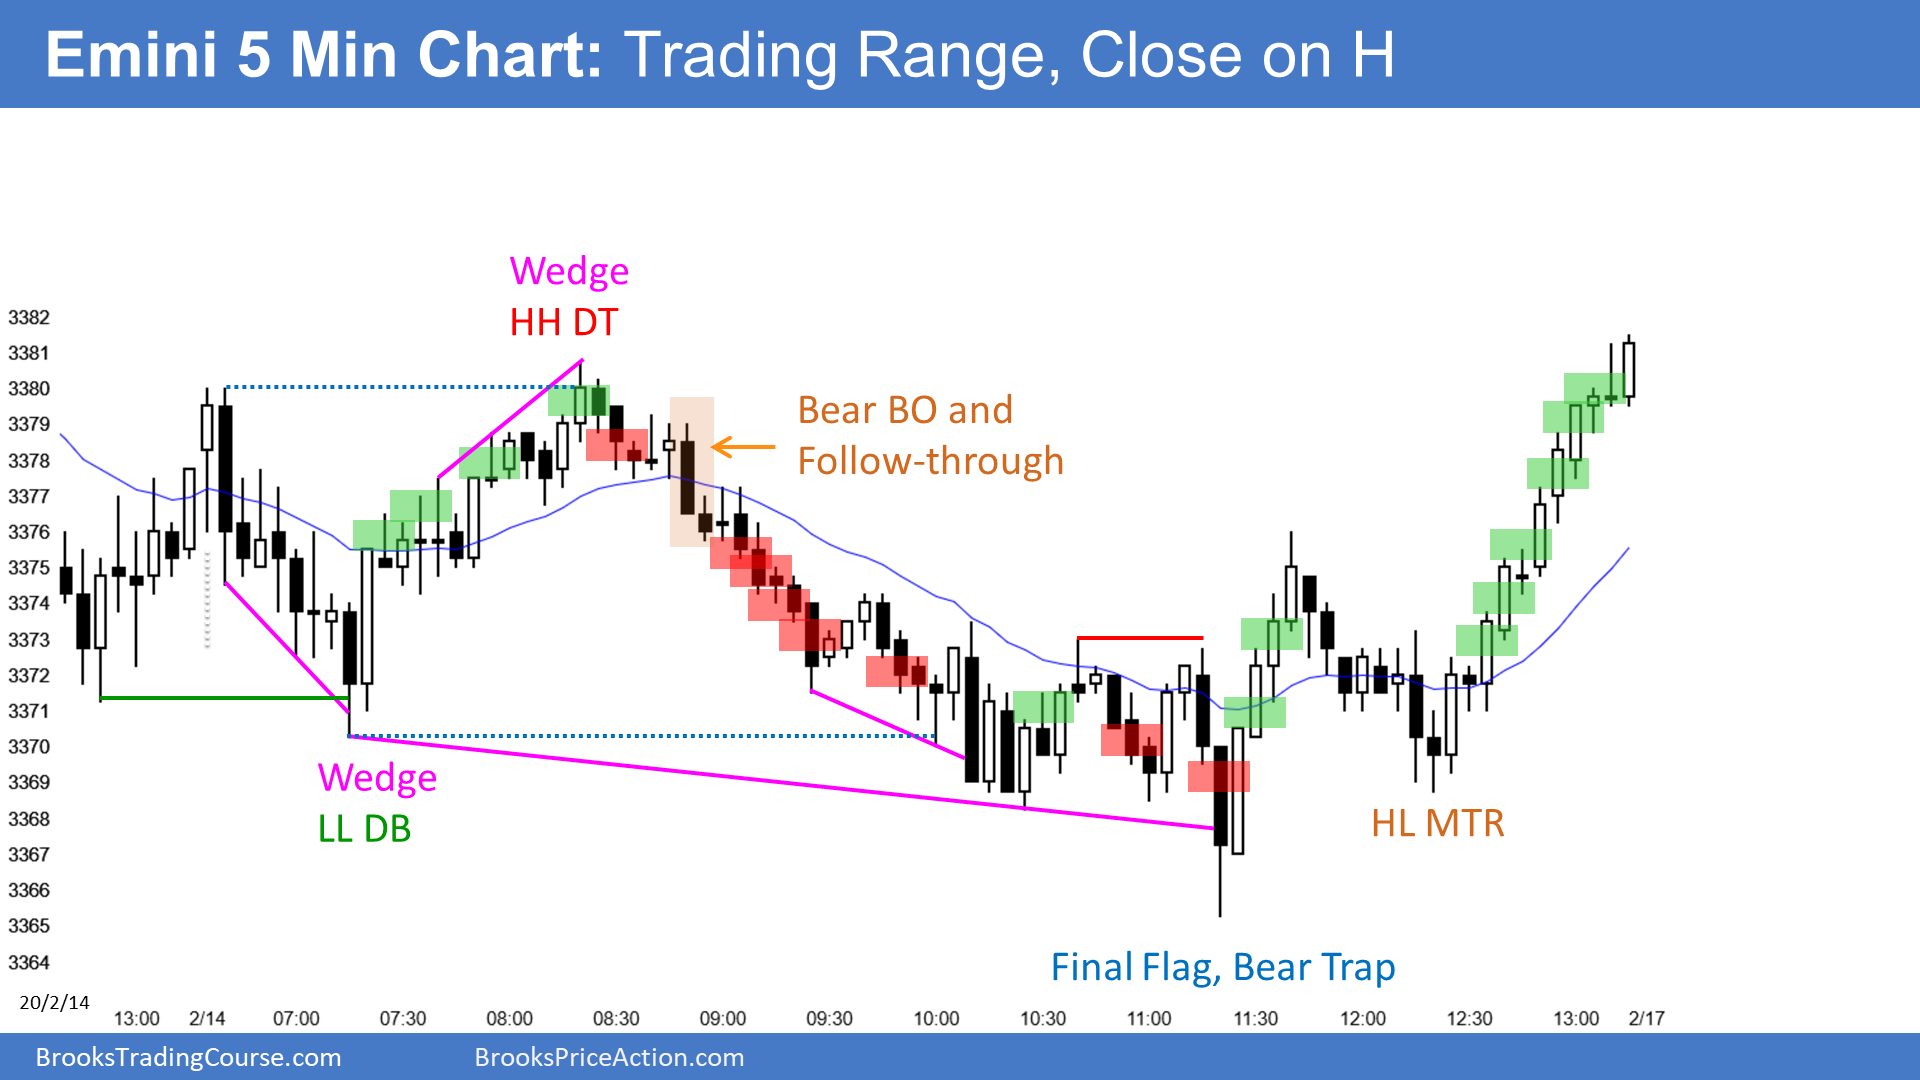 Emini 5 Min Chart: Trading Range, Close on H
Wedge
HH DT
3382
3381
3380
3379
3378
3377
3376
3375
3374
3373
3372
3371
3370
3369
3368
3367
3366
3365
3364
Bear BO and
Follow-through
Wedge
LL DB
HL MTR
Final Flag, Bear Trap
20/2/14
13:00 2/14 07:00 07:30 08:00 08:30 09:00 09:30 10:00 10:30 11:00 11:30 12:00 12:30 13:00 2/17
BrooksTradingCourse.com BrooksPriceAction.com